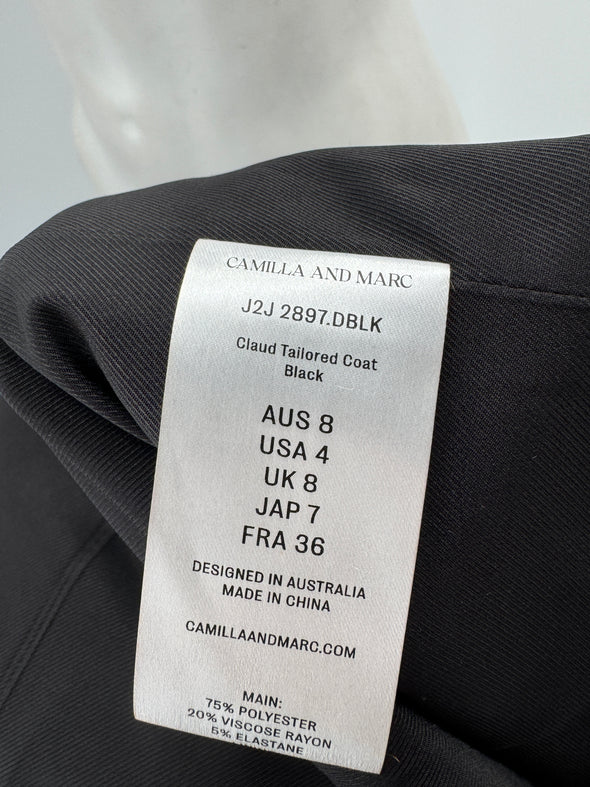 CAMILLA AND MARC
J2J 2897.DBLK
Claud Tailored Coat
Black
AUS 8
USA 4
UK 8
JAP 7
FRA 36
DESIGNED IN AUSTRALIA
MADE IN CHINA
CAMILLAANDMARC.COM
MAIN:
75% POLYESTER
20% VISCOSE RAYON
5% ELASTANE